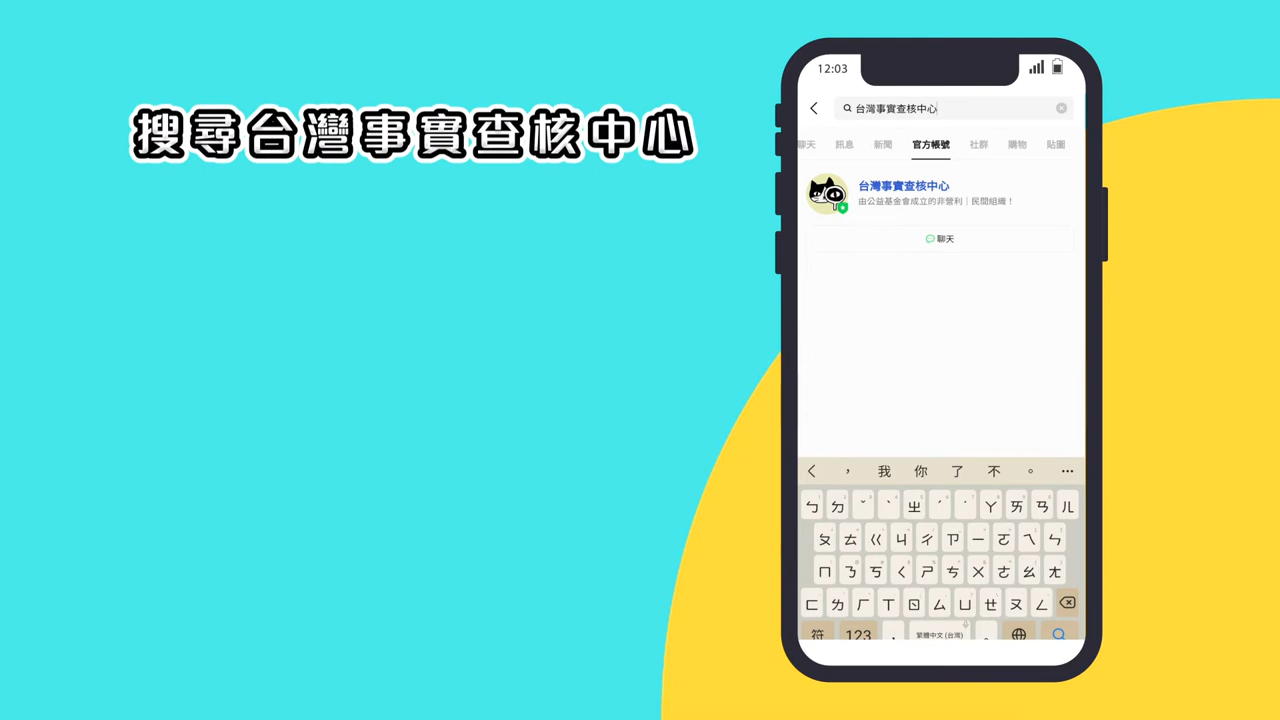 搜尋台灣事實查核中心
12:03
台灣事實查核中心
聊天 訊息 新聞 官方帳號 社群 購物 貼圖
台灣事實查核中心
由公益基金會成立的非營利｜民間組織！
聊天
， 我 你 了 不 。 …
ㄅ ㄉ ˇ ˋ ㄓ ˊ ˙ ㄚ ㄞ ㄢ ㄦ
ㄆ ㄊ ㄍ ㄐ ㄔ ㄗ ㄧ ㄛ ㄟ ㄣ
ㄇ ㄋ ㄎ ㄑ ㄕ ㄘ ㄨ ㄜ ㄠ ㄤ
ㄈ ㄌ ㄏ ㄒ ㄖ ㄙ ㄩ ㄝ ㄡ ㄥ
符 123 ， 繁體中文 (台灣) 。